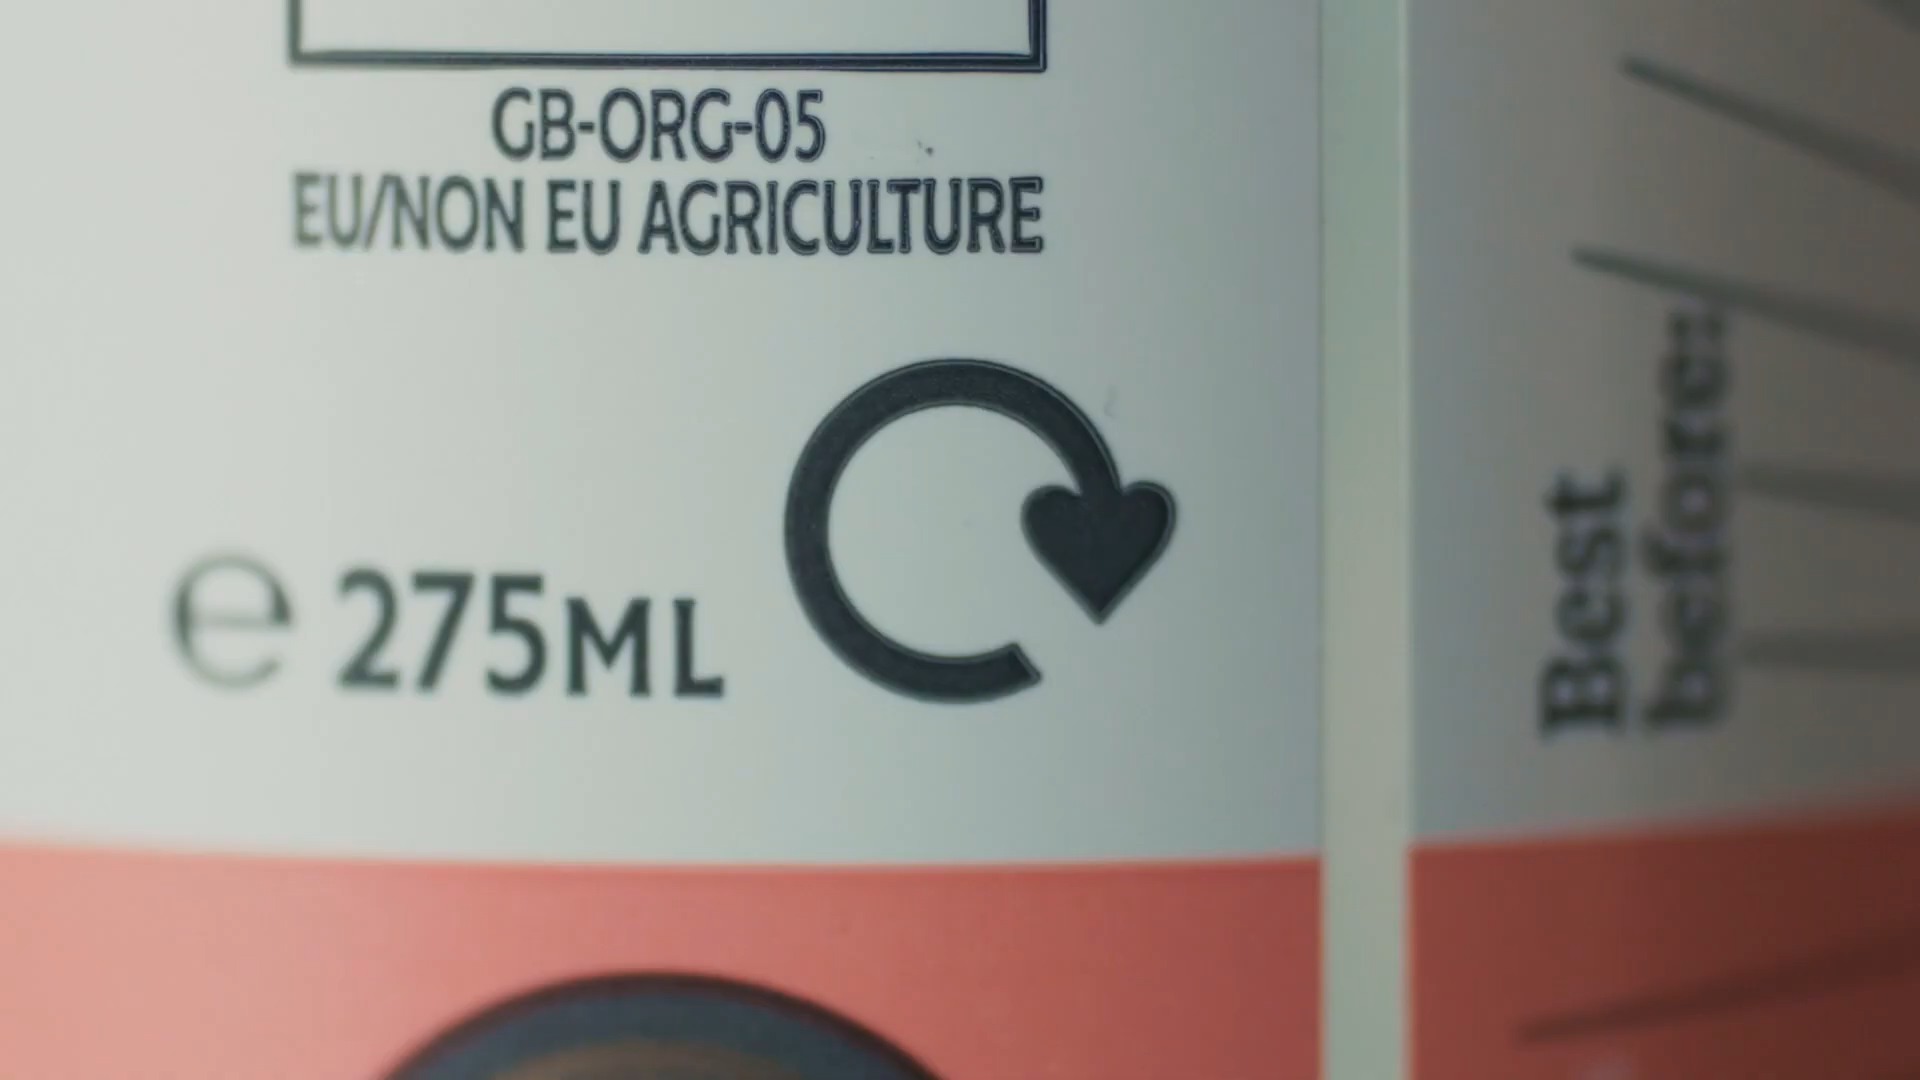 GB-ORG-05
EU/NON EU AGRICULTURE
℮ 275ML
Best
before: